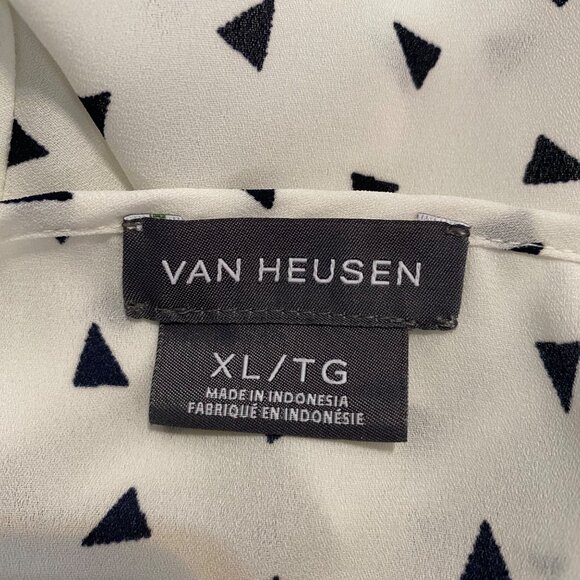 VAN HEUSEN
XL/TG
MADE IN INDONESIA
FABRIQUÉ EN INDONÉSIE